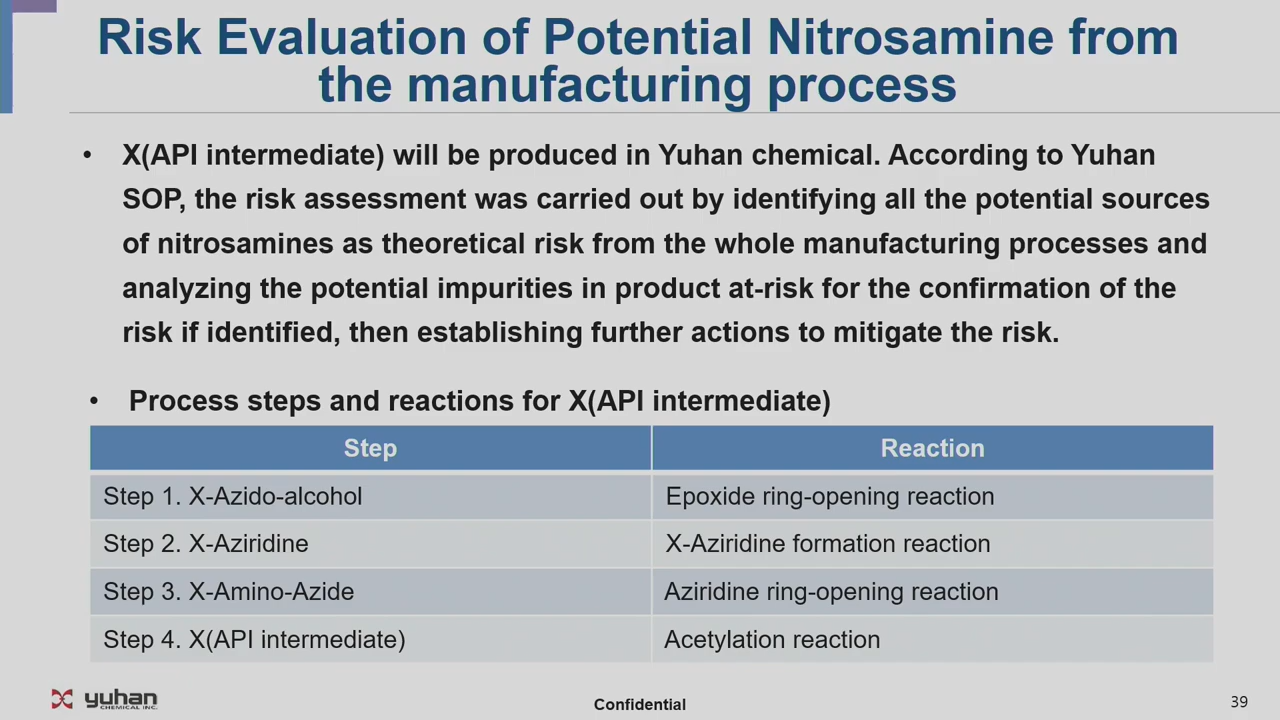 Risk Evaluation of Potential Nitrosamine from
the manufacturing process
• X(API intermediate) will be produced in Yuhan chemical. According to Yuhan
SOP, the risk assessment was carried out by identifying all the potential sources
of nitrosamines as theoretical risk from the whole manufacturing processes and
analyzing the potential impurities in product at-risk for the confirmation of the
risk if identified, then establishing further actions to mitigate the risk.
• Process steps and reactions for X(API intermediate)
Step Reaction
Step 1. X-Azido-alcohol Epoxide ring-opening reaction
Step 2. X-Aziridine X-Aziridine formation reaction
Step 3. X-Amino-Azide Aziridine ring-opening reaction
Step 4. X(API intermediate) Acetylation reaction
yuhan
CHEMICAL INC.
Confidential
39